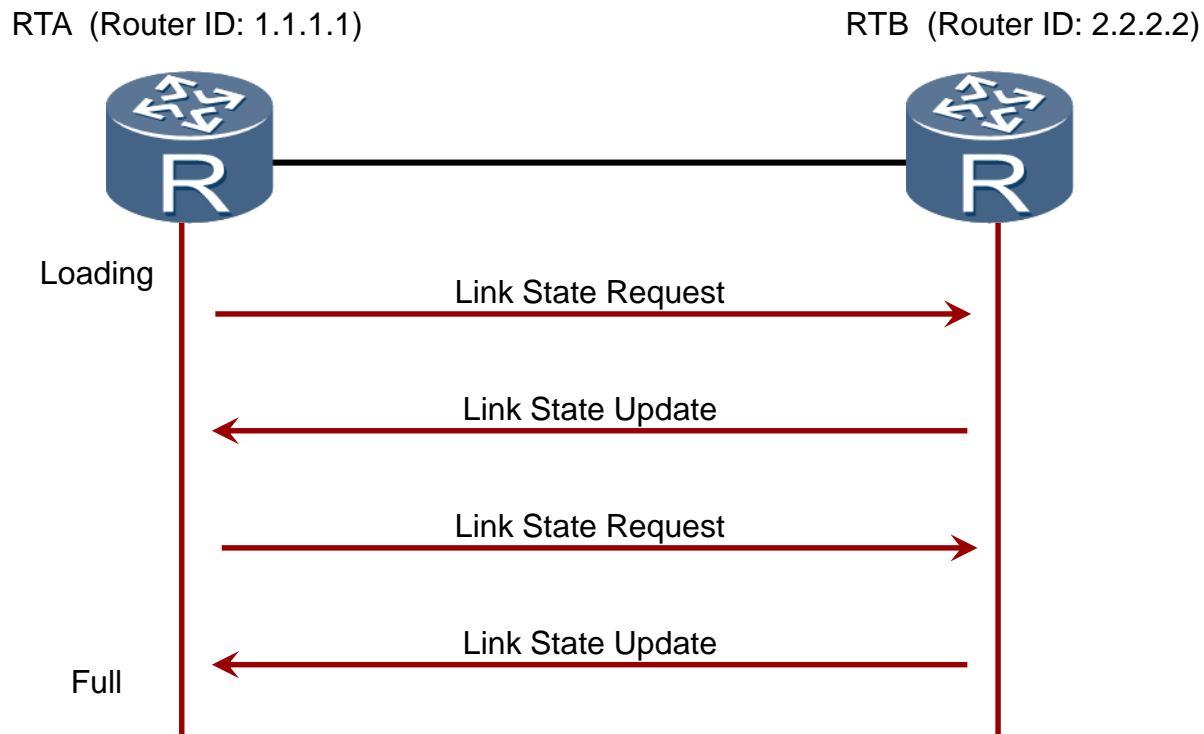 RTA (Router ID: 1.1.1.1)
RTB (Router ID: 2.2.2.2)
R
R
Loading
Link State Request
Link State Update
Link State Request
Link State Update
Full